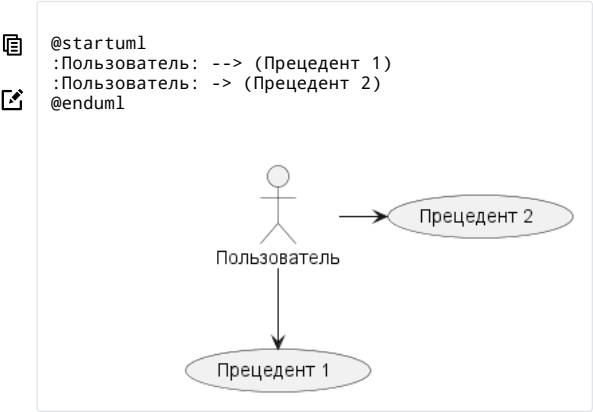 @startuml
:Пользователь: --> (Прецедент 1)
:Пользователь: -> (Прецедент 2)
@enduml
Прецедент 2
Пользователь
Прецедент 1